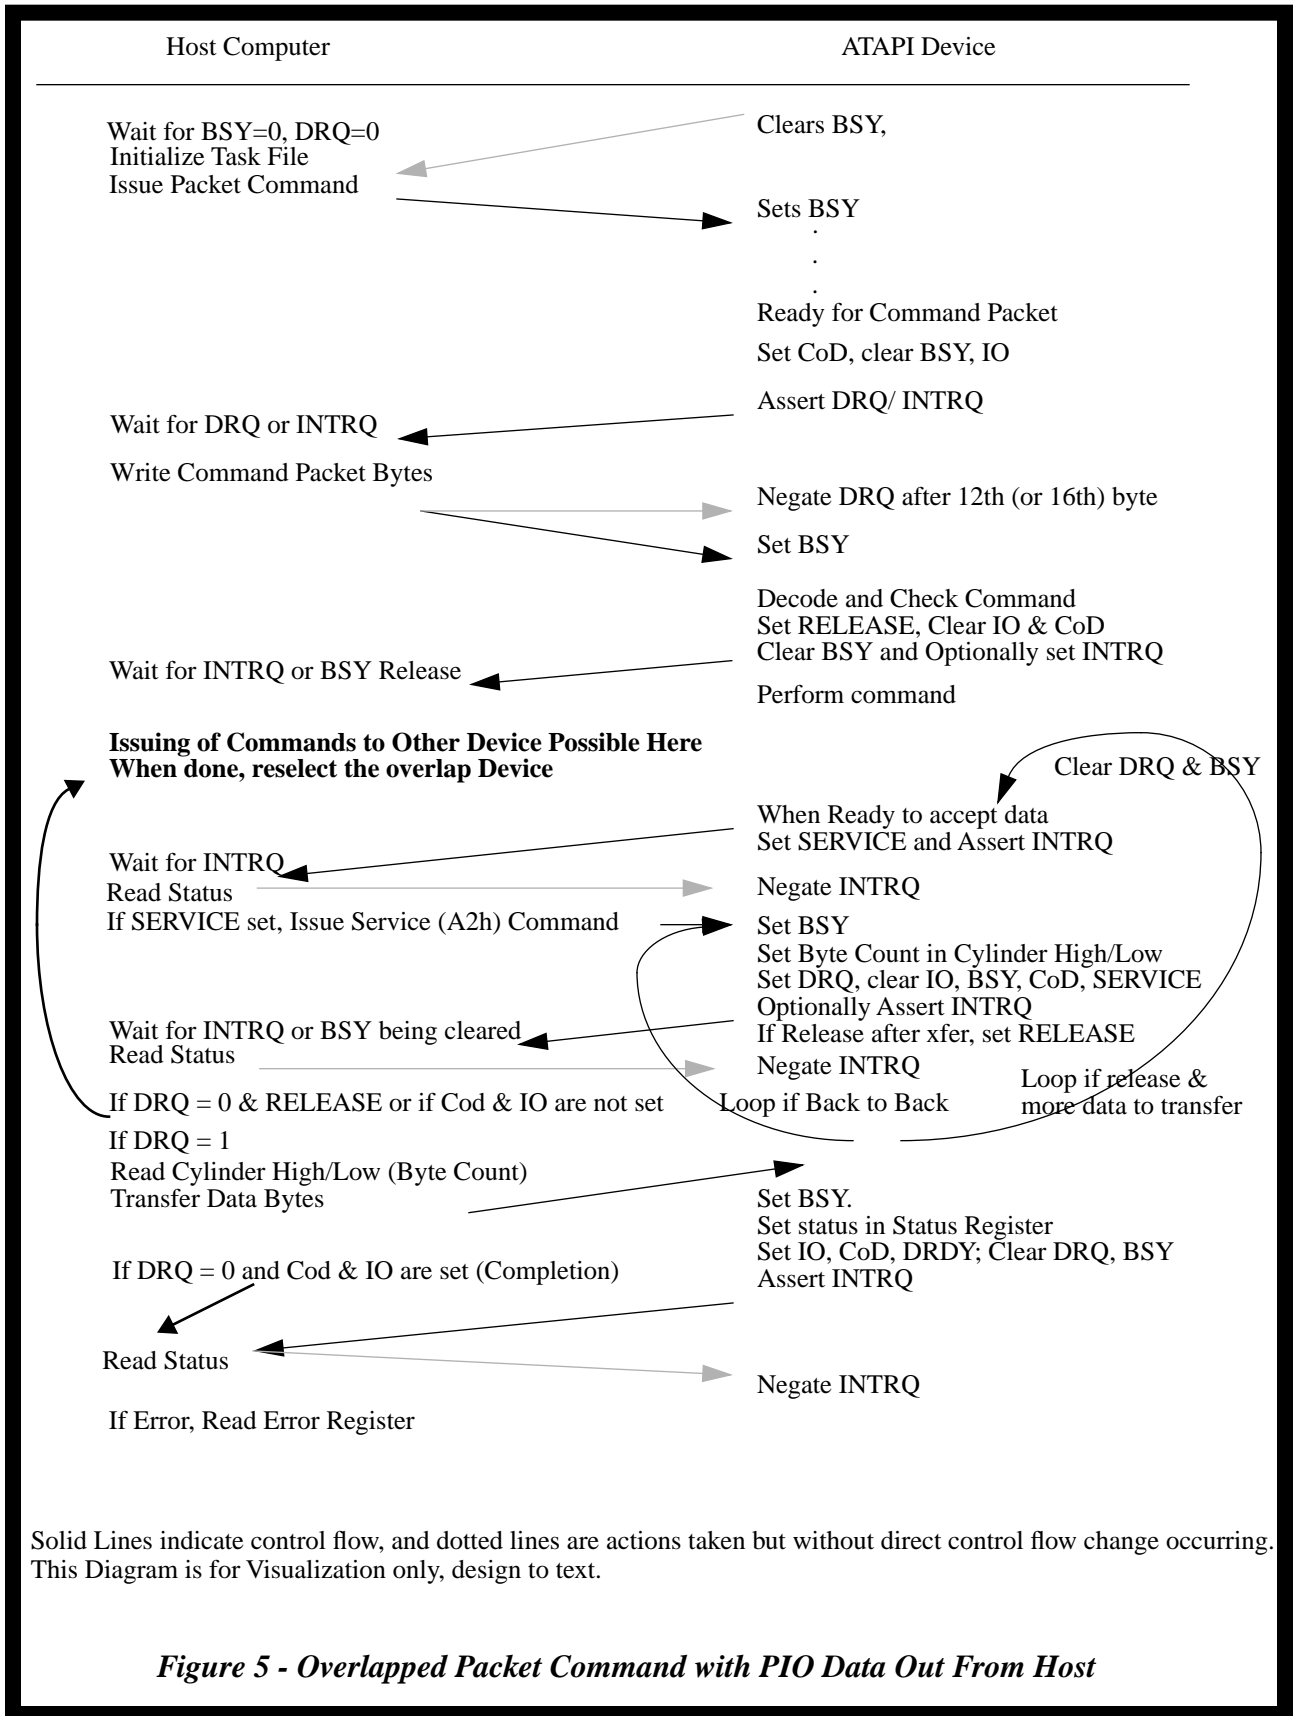 Host Computer
ATAPI Device
Wait for BSY=0, DRQ=0
Initialize Task File
Issue Packet Command
Clears BSY,
Sets BSY
.
.
.
Ready for Command Packet
Set CoD, clear BSY, IO
Assert DRQ/ INTRQ
Wait for DRQ or INTRQ
Write Command Packet Bytes
Negate DRQ after 12th (or 16th) byte
Set BSY
Decode and Check Command
Set RELEASE, Clear IO & CoD
Clear BSY and Optionally set INTRQ
Wait for INTRQ or BSY Release
Perform command
Issuing of Commands to Other Device Possible Here
When done, reselect the overlap Device
Clear DRQ & BSY
When Ready to accept data
Set SERVICE and Assert INTRQ
Wait for INTRQ
Read Status
Negate INTRQ
If SERVICE set, Issue Service (A2h) Command
Set BSY
Set Byte Count in Cylinder High/Low
Set DRQ, clear IO, BSY, CoD, SERVICE
Optionally Assert INTRQ
If Release after xfer, set RELEASE
Wait for INTRQ or BSY being cleared
Read Status
Negate INTRQ
Loop if release &
more data to transfer
If DRQ = 0 & RELEASE or if Cod & IO are not set
Loop if Back to Back
If DRQ = 1
Read Cylinder High/Low (Byte Count)
Transfer Data Bytes
Set BSY.
Set status in Status Register
Set IO, CoD, DRDY; Clear DRQ, BSY
Assert INTRQ
If DRQ = 0 and Cod & IO are set (Completion)
Read Status
Negate INTRQ
If Error, Read Error Register
Solid Lines indicate control flow, and dotted lines are actions taken but without direct control flow change occurring.
This Diagram is for Visualization only, design to text.
Figure 5 - Overlapped Packet Command with PIO Data Out From Host